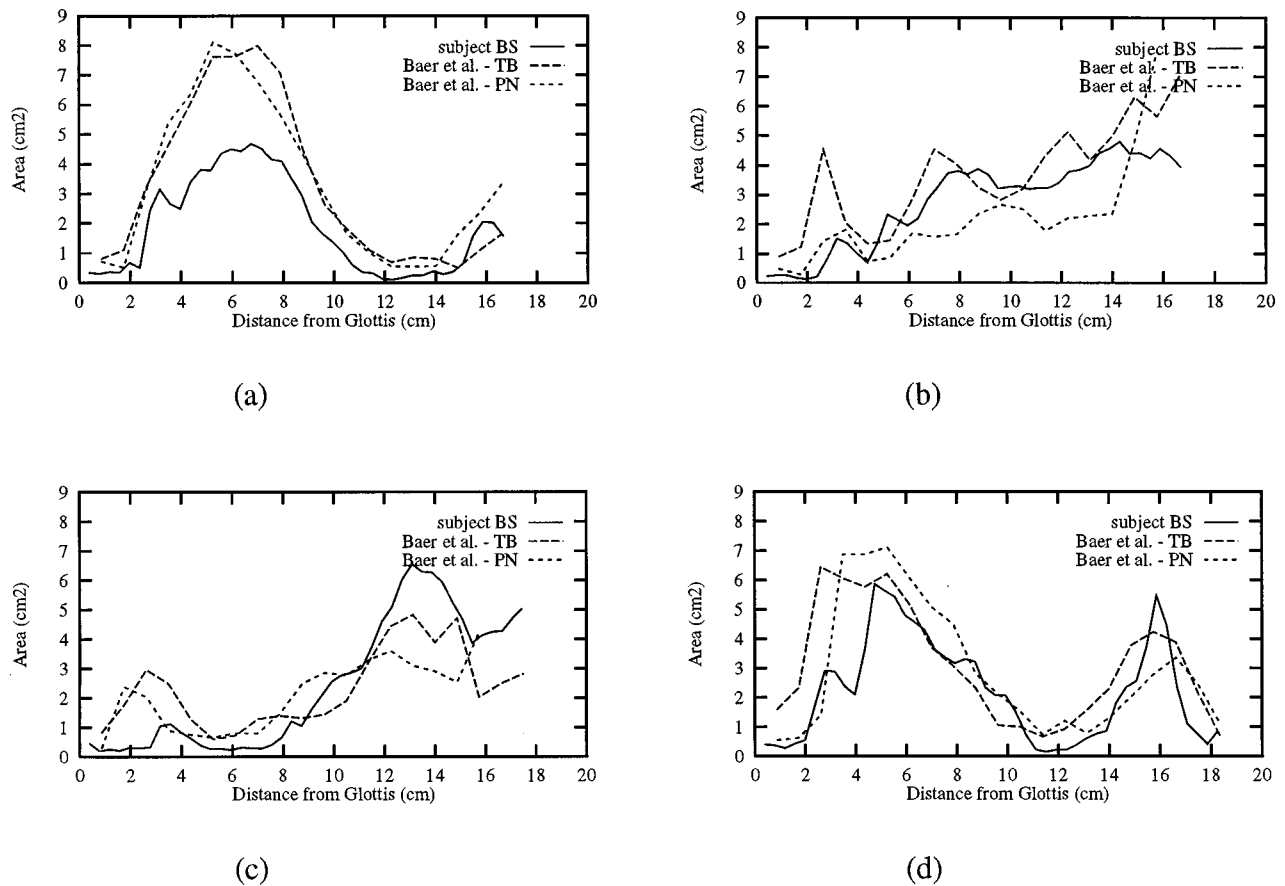 9
8
7
6
5
4
3
2
1
0
Area (cm2)
subject BS
Baer et al. - TB
Baer et al. - PN
0 2 4 6 8 10 12 14 16 18 20
Distance from Glottis (cm)
(a)
9
8
7
6
5
4
3
2
1
0
Area (cm2)
subject BS
Baer et al. - TB
Baer et al. - PN
0 2 4 6 8 10 12 14 16 18 20
Distance from Glottis (cm)
(b)
9
8
7
6
5
4
3
2
1
0
Area (cm2)
subject BS
Baer et al. - TB
Baer et al. - PN
0 2 4 6 8 10 12 14 16 18 20
Distance from Glottis (cm)
(c)
9
8
7
6
5
4
3
2
1
0
Area (cm2)
subject BS
Baer et al. - TB
Baer et al. - PN
0 2 4 6 8 10 12 14 16 18 20
Distance from Glottis (cm)
(d)